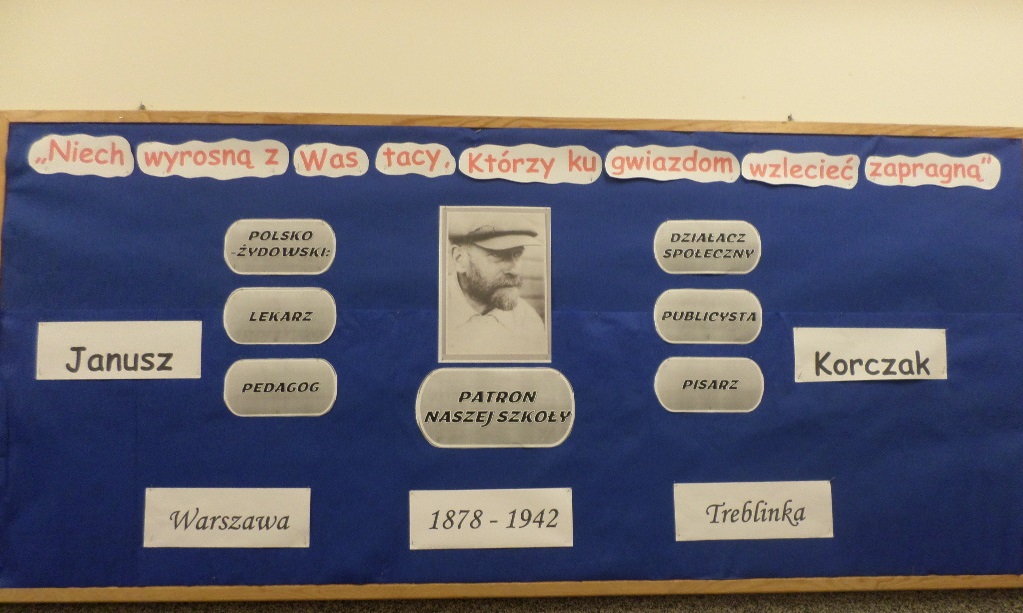 „Niech wyrosną z Was tacy, Którzy ku gwiazdom wzlecieć zapragną”
POLSKO
-ŻYDOWSKI:
LEKARZ
PEDAGOG
Janusz
PATRON
NASZEJ SZKOŁY
DZIAŁACZ
SPOŁECZNY
PUBLICYSTA
PISARZ
Korczak
Warszawa
1878 - 1942
Treblinka